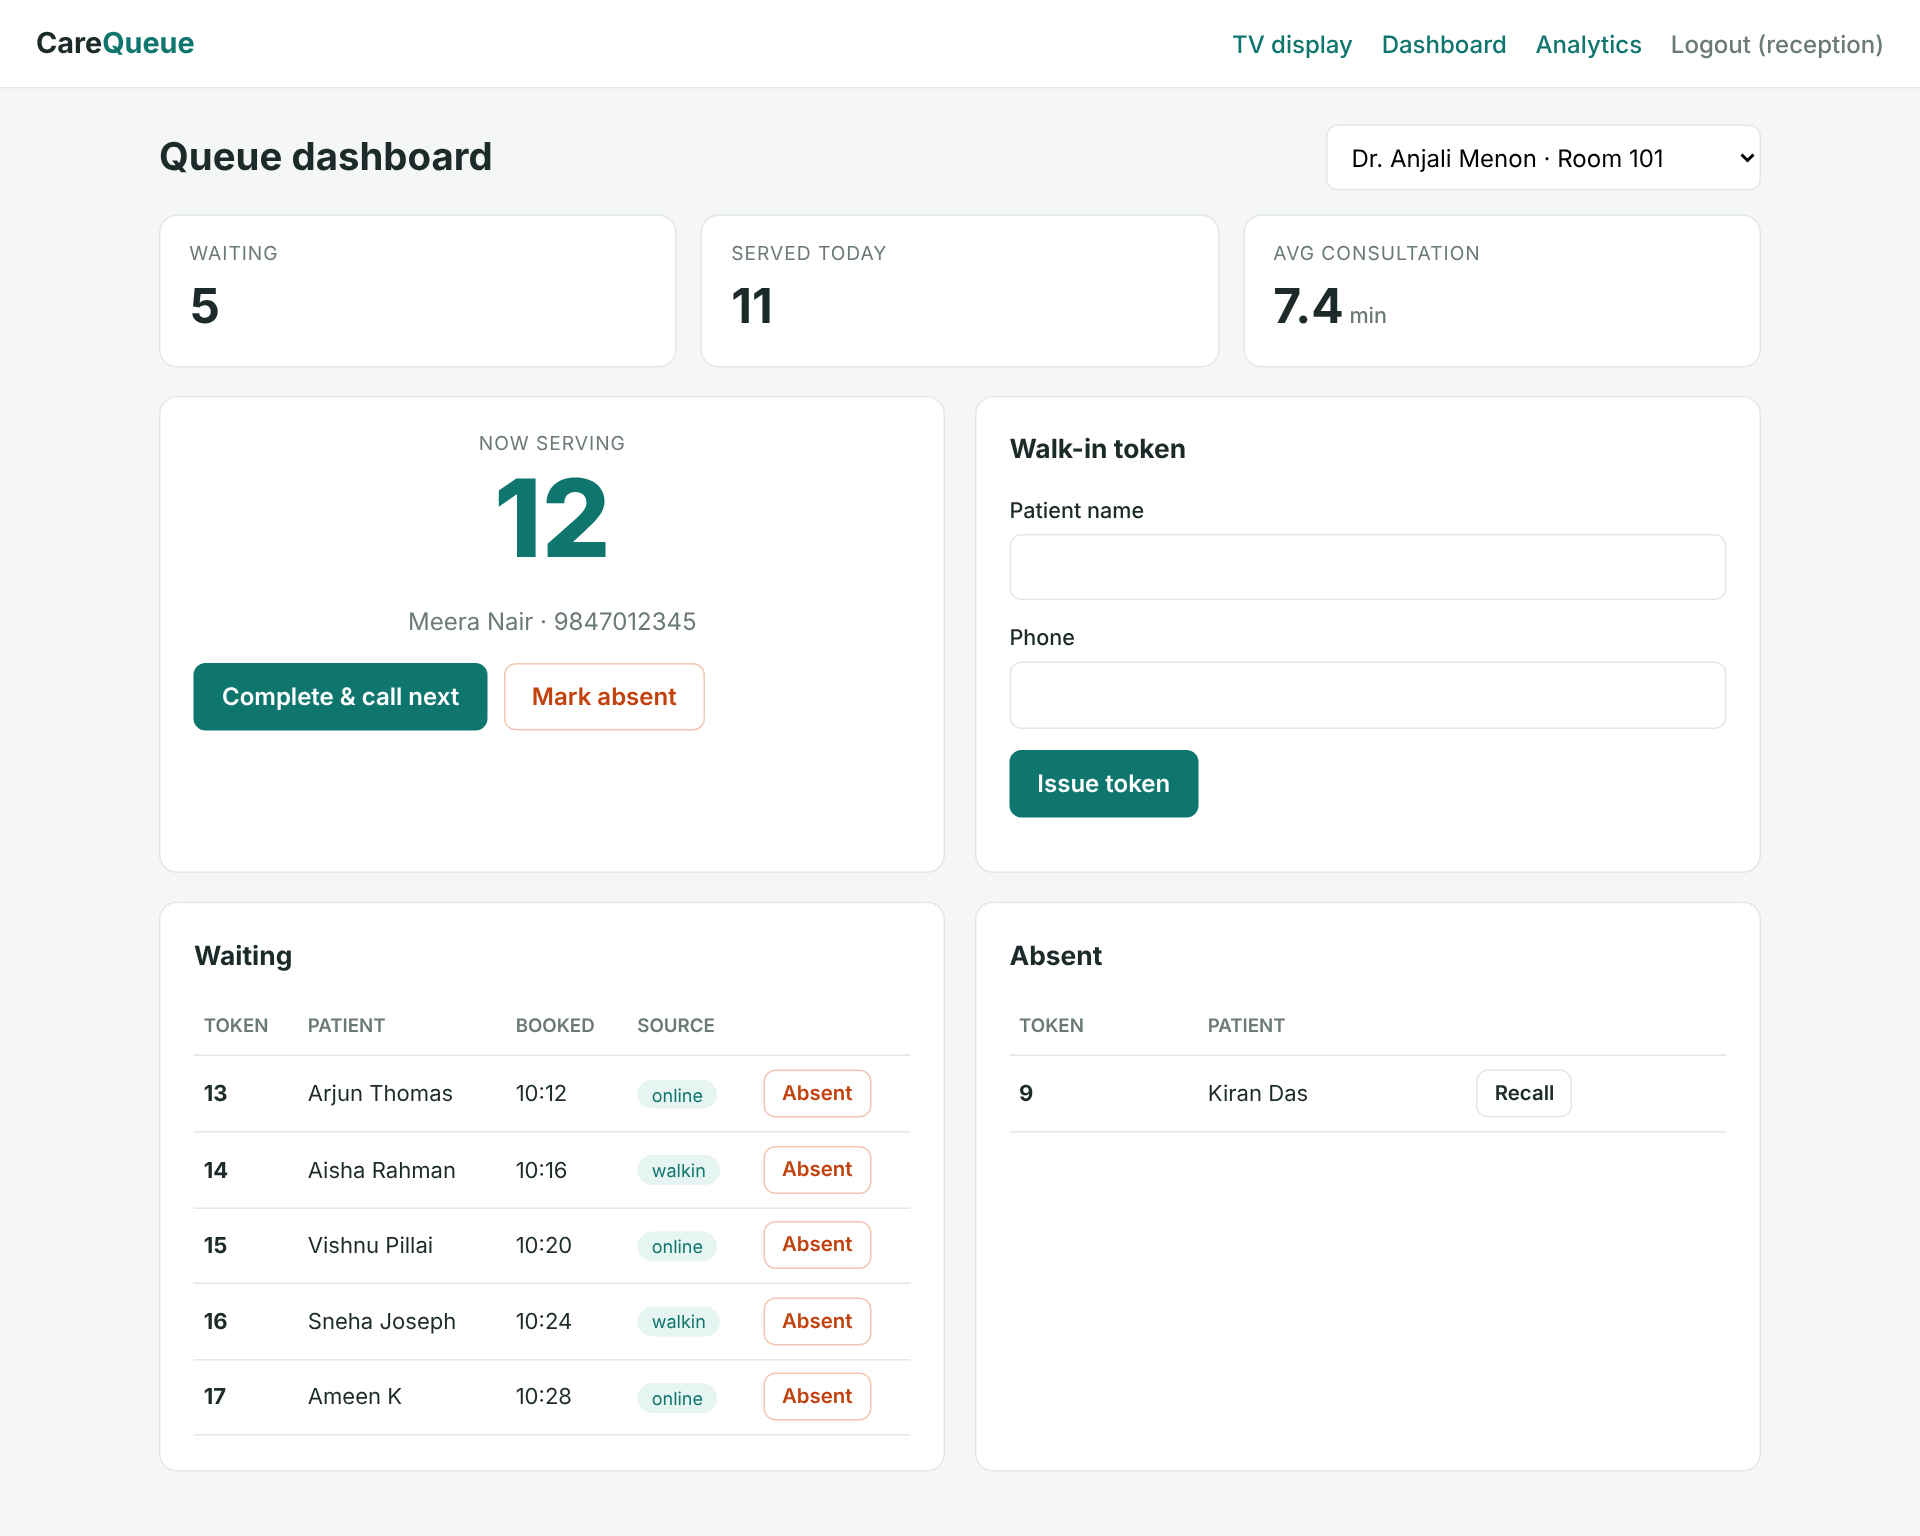 CareQueue TV display Dashboard Analytics Logout (reception)
Queue dashboard Dr. Anjali Menon · Room 101
WAITING SERVED TODAY AVG CONSULTATION
5 11 7.4 min
NOW SERVING
12
Meera Nair · 9847012345
Complete & call next Mark absent
Walk-in token
Patient name
Phone
Issue token
Waiting
TOKEN PATIENT BOOKED SOURCE
13 Arjun Thomas 10:12 online Absent
14 Aisha Rahman 10:16 walkin Absent
15 Vishnu Pillai 10:20 online Absent
16 Sneha Joseph 10:24 walkin Absent
17 Ameen K 10:28 online Absent
Absent
TOKEN PATIENT
9 Kiran Das Recall